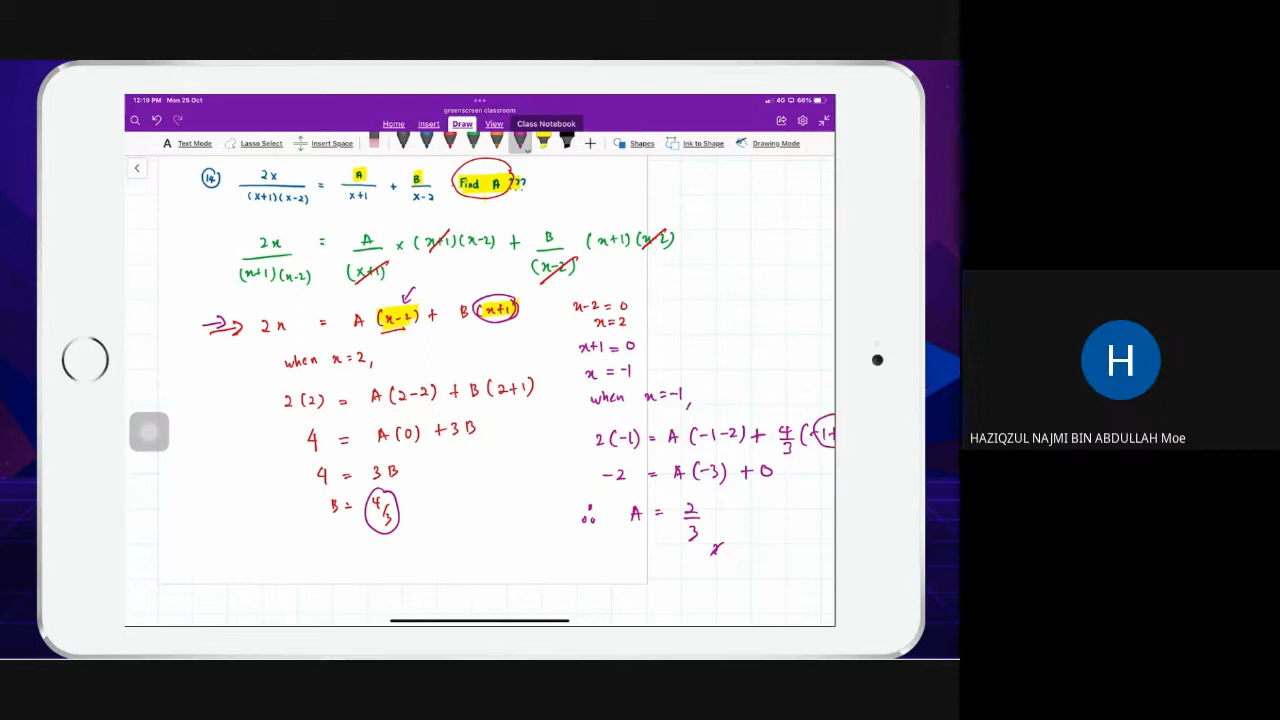 12:19 PM Mon 25 Oct
4G 66%
greenscreen classroom
Home Insert Draw View Class Notebook
A Text Mode Lasso Select Insert Space Shapes Ink to Shape Drawing Mode
14 2x/(x+1)(x-2) = A/x+1 + B/x-2 Find A ???
2x/(x+1)(x-2) = A/(x+1) × (x+1)(x-2) + B/(x-2) (x+1)(x-2)
⇒ 2x = A (x-2) + B (x+1)
when x=2,
2(2) = A(2-2) + B(2+1)
4 = A(0) + 3B
4 = 3B
B = 4/3
x-2 = 0
x = 2
x+1 = 0
x = -1
when x=-1,
2(-1) = A(-1-2) + 4/3 (-1+
-2 = A(-3) + 0
∴ A = 2/3
H
HAZIQZUL NAJMI BIN ABDULLAH Moe